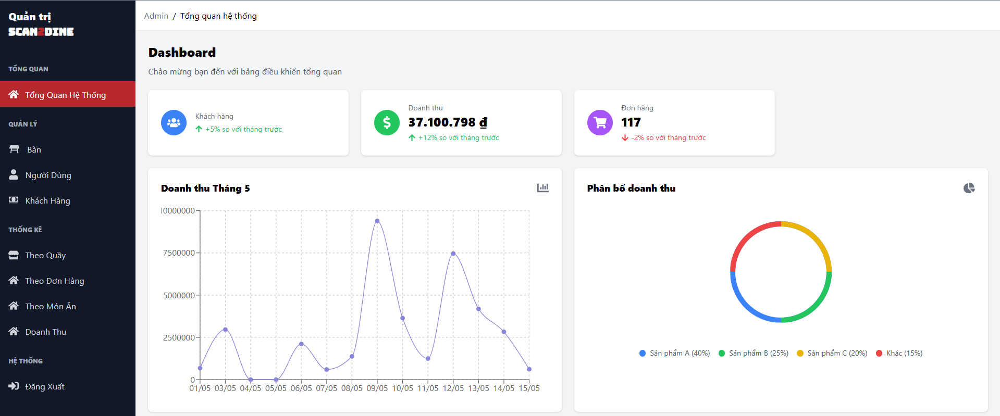 Quản trị
SCAN2DINE
TỔNG QUAN
Tổng Quan Hệ Thống
QUẢN LÝ
Bàn
Người Dùng
Khách Hàng
THỐNG KÊ
Theo Quầy
Theo Đơn Hàng
Theo Món Ăn
Doanh Thu
HỆ THỐNG
Đăng Xuất
Admin / Tổng quan hệ thống
Dashboard
Chào mừng bạn đến với bảng điều khiển tổng quan
Khách hàng
+5% so với tháng trước
Doanh thu
37.100.798 ₫
+12% so với tháng trước
Đơn hàng
117
-2% so với tháng trước
Doanh thu Tháng 5
10000000
7500000
5000000
2500000
0
01/05 03/05 04/05 05/05 06/05 07/05 08/05 09/05 10/05 11/05 12/05 13/05 14/05 15/05
Phân bổ doanh thu
Sản phẩm A (40%) Sản phẩm B (25%) Sản phẩm C (20%) Khác (15%)